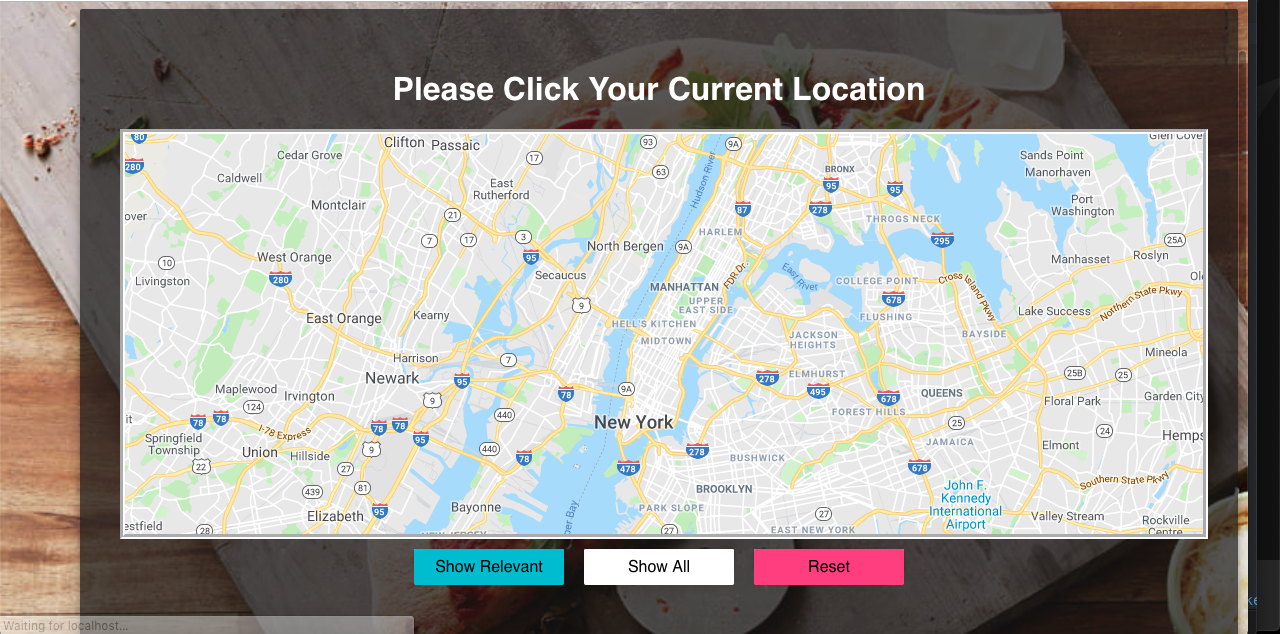 Please Click Your Current Location
80
Clifton
Passaic
93
9A
Glen Cove
280
Cedar Grove
17
63
BRONX
Sands Point
Manorhaven
Caldwell
East
Rutherford
Hudson River
95
95
Montclair
87
278
Port
Washington
over
21
THROGS NECK
7
17
3
HARLEM
295
25A
North Bergen
9A
West Orange
95
Roslyn
10
Manhasset
Livingston
280
Secaucus
FDR Dr
East River
COLLEGE POINT
Cross Island Pkwy
MANHATTAN
UPPER
EAST SIDE
678
Northern State Pkwy
9
East Orange
Kearny
HELL'S KITCHEN
FLUSHING
Lake Success
MIDTOWN
JACKSON
HEIGHTS
BAYSIDE
Harrison
7
Mineola
Newark
95
278
ELMHURST
25B
25
Maplewood
Irvington
9
78
9A
495
678
QUEENS
Garden City
124
440
FOREST HILLS
Floral Park
78
78
I-78 Express
78
78
New York
25
24
it
Springfield
Township
95
JAMAICA
Hemps
Union
Hillside
9
440
278
Elmont
22
27
78
478
BUSHWICK
678
439
81
BROOKLYN
John F.
Kennedy
International
Airport
Southern State Pkwy
95
Bayonne
per Bay
PARK SLOPE
27
Elizabeth
Valley Stream
Rockville
Centre
estfield
28
NEW JERSEY
27
EAST NEW YORK
Show Relevant
Show All
Reset
Waiting for localhost...